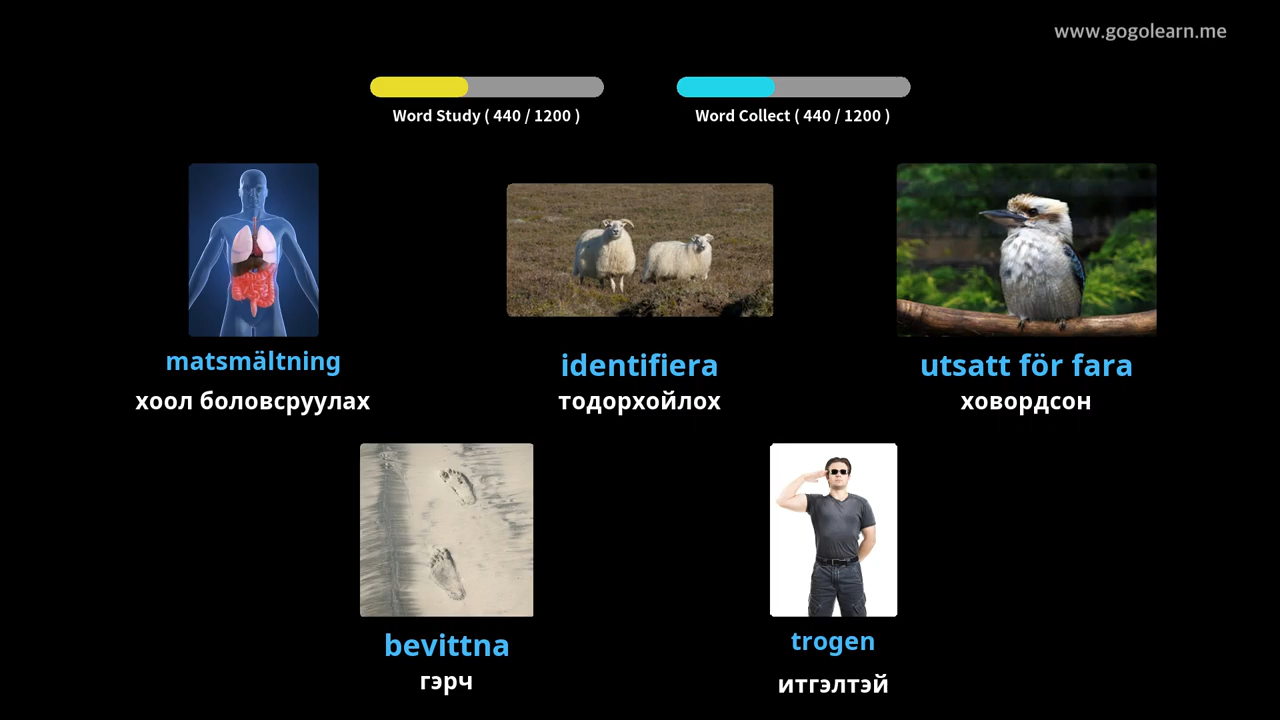 www.gogolearn.me
Word Study ( 440 / 1200 )
Word Collect ( 440 / 1200 )
matsmältning
хоол боловсруулах
identifiera
тодорхойлох
utsatt för fara
ховордсон
bevittna
гэрч
trogen
итгэлтэй